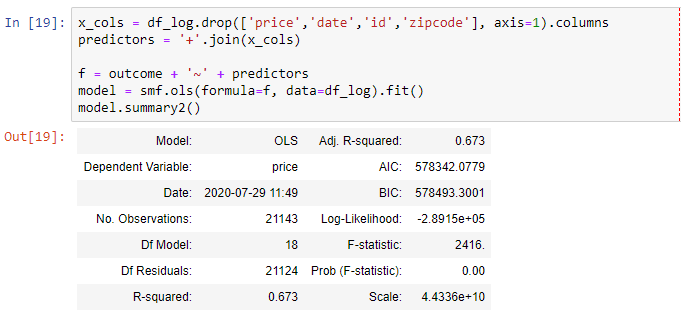 In [19]: x_cols = df_log.drop(['price','date','id','zipcode'], axis=1).columns
predictors = '+'.join(x_cols)
f = outcome + '~' + predictors
model = smf.ols(formula=f, data=df_log).fit()
model.summary2()
Out[19]:
Model: OLS Adj. R-squared: 0.673
Dependent Variable: price AIC: 578342.0779
Date: 2020-07-29 11:49 BIC: 578493.3001
No. Observations: 21143 Log-Likelihood: -2.8915e+05
Df Model: 18 F-statistic: 2416.
Df Residuals: 21124 Prob (F-statistic): 0.00
R-squared: 0.673 Scale: 4.4336e+10